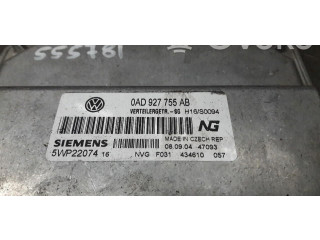 555781
0AD 927 755 AB
VERTEILERGETR.-SG H16/S0094
NG
MADE IN CZECH REP.
SIEMENS 08.09.04 47093
5WP22074 16 NVG F031 434610 057